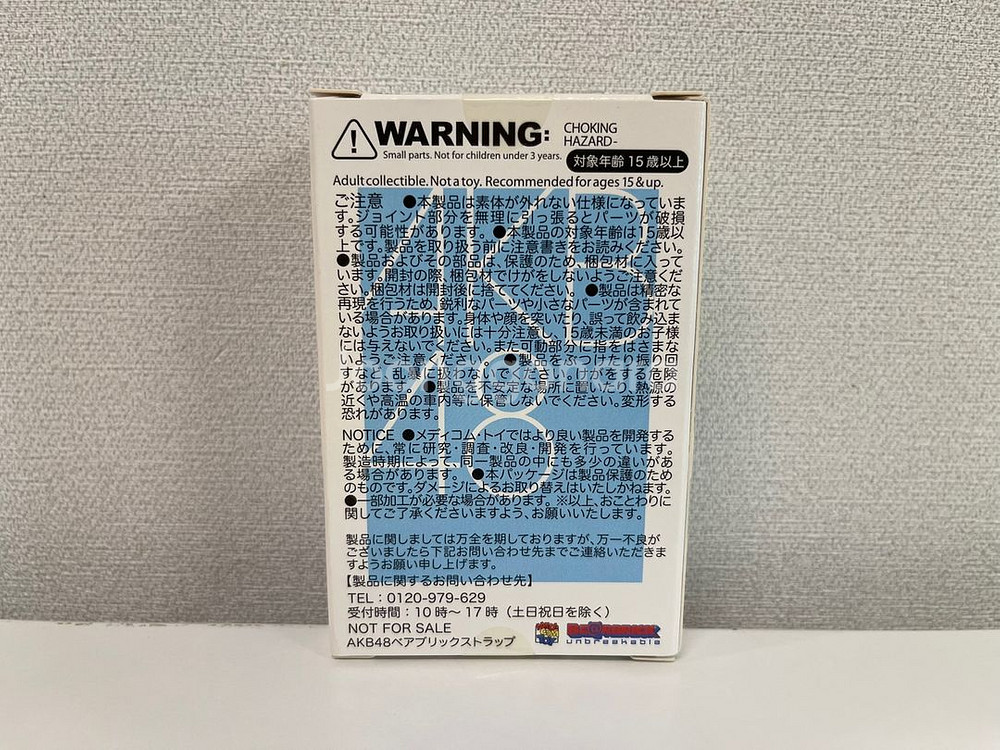 WARNING:
CHOKING
HAZARD-
Small parts. Not for children under 3 years.
対象年齢 15 歳以上
Adult collectible. Not a toy. Recommended for ages 15 & up.
ご注意 ●本製品は素体が外れない仕様になっていま
す。ジョイント部分を無理に引っ張るとパーツが破損
する可能性があります。●本製品の対象年齢は15歳以
上です。製品を取り扱う前に注意書きをお読みください。
●製品およびその部品は、保護のため、梱包材に入って
います。開封の際、梱包材でけがをしないようご注意くだ
さい。梱包材は開封後に捨ててください。●製品は精密な
再現を行うため、鋭利なパーツや小さなパーツが含まれて
いる場合があります。身体や顔を突いたり、誤って飲み込ま
ないようお取り扱いには十分注意し、15歳未満のお子様
には与えないでください。また可動部分に指をはさまな
いようご注意ください。●製品をぶつけたり振り回
すなど、乱暴に扱わないでください。けがをする危険
があります。●製品を不安定な場所に置いたり、熱源の
近くや高温の車内等に保管しないでください。変形する
恐れがあります。
NOTICE ●メディコム・トイではより良い製品を開発する
ために、常に研究・調査・改良・開発を行っています。
製造時期によって、同一製品の中にも多少の違いがあ
る場合があります。●本パッケージは製品保護のため
のものです。ダメージによるお取り替えはいたしかねます。
●一部加工が必要な場合があります。※以上、おことわりに
関してご了承くださいますよう、お願いいたします。
製品に関しましては万全を期しておりますが、万一不良が
ございましたら下記お問い合わせ先までご連絡いただきま
すようお願い申し上げます。
【製品に関するお問い合わせ先】
TEL：0120-979-629
受付時間：10 時〜 17 時（土日祝日を除く）
NOT FOR SALE
AKB48ベアブリックストラップ
BE@RBRICK
unbreakable
AKB
48